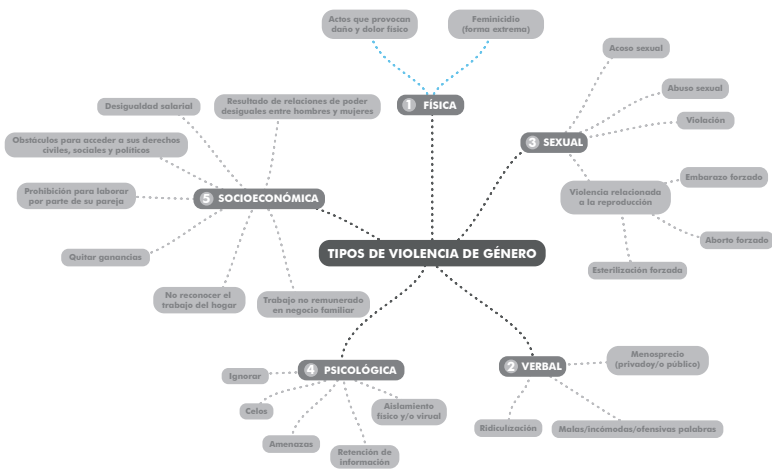 Actos que provocan
daño y dolor físico
Feminicidio
(forma extrema)
1 FÍSICA
Acoso sexual
Abuso sexual
Violación
3 SEXUAL
Embarazo forzado
Violencia relacionada
a la reproducción
Aborto forzado
Esterilización forzada
Desigualdad salarial
Resultado de relaciones de poder
desiguales entre hombres y mujeres
Obstáculos para acceder a sus derechos
civiles, sociales y políticos
Prohibición para laborar
por parte de su pareja
5 SOCIOECONÓMICA
Quitar ganancias
No reconocer el
trabajo del hogar
Trabajo no remunerado
en negocio familiar
TIPOS DE VIOLENCIA DE GÉNERO
4 PSICOLÓGICA
Ignorar
Celos
Amenazas
Retención de
información
Aislamiento
físico y/o virual
2 VERBAL
Menosprecio
(privadoy/o público)
Ridiculización
Malas/incómodas/ofensivas palabras